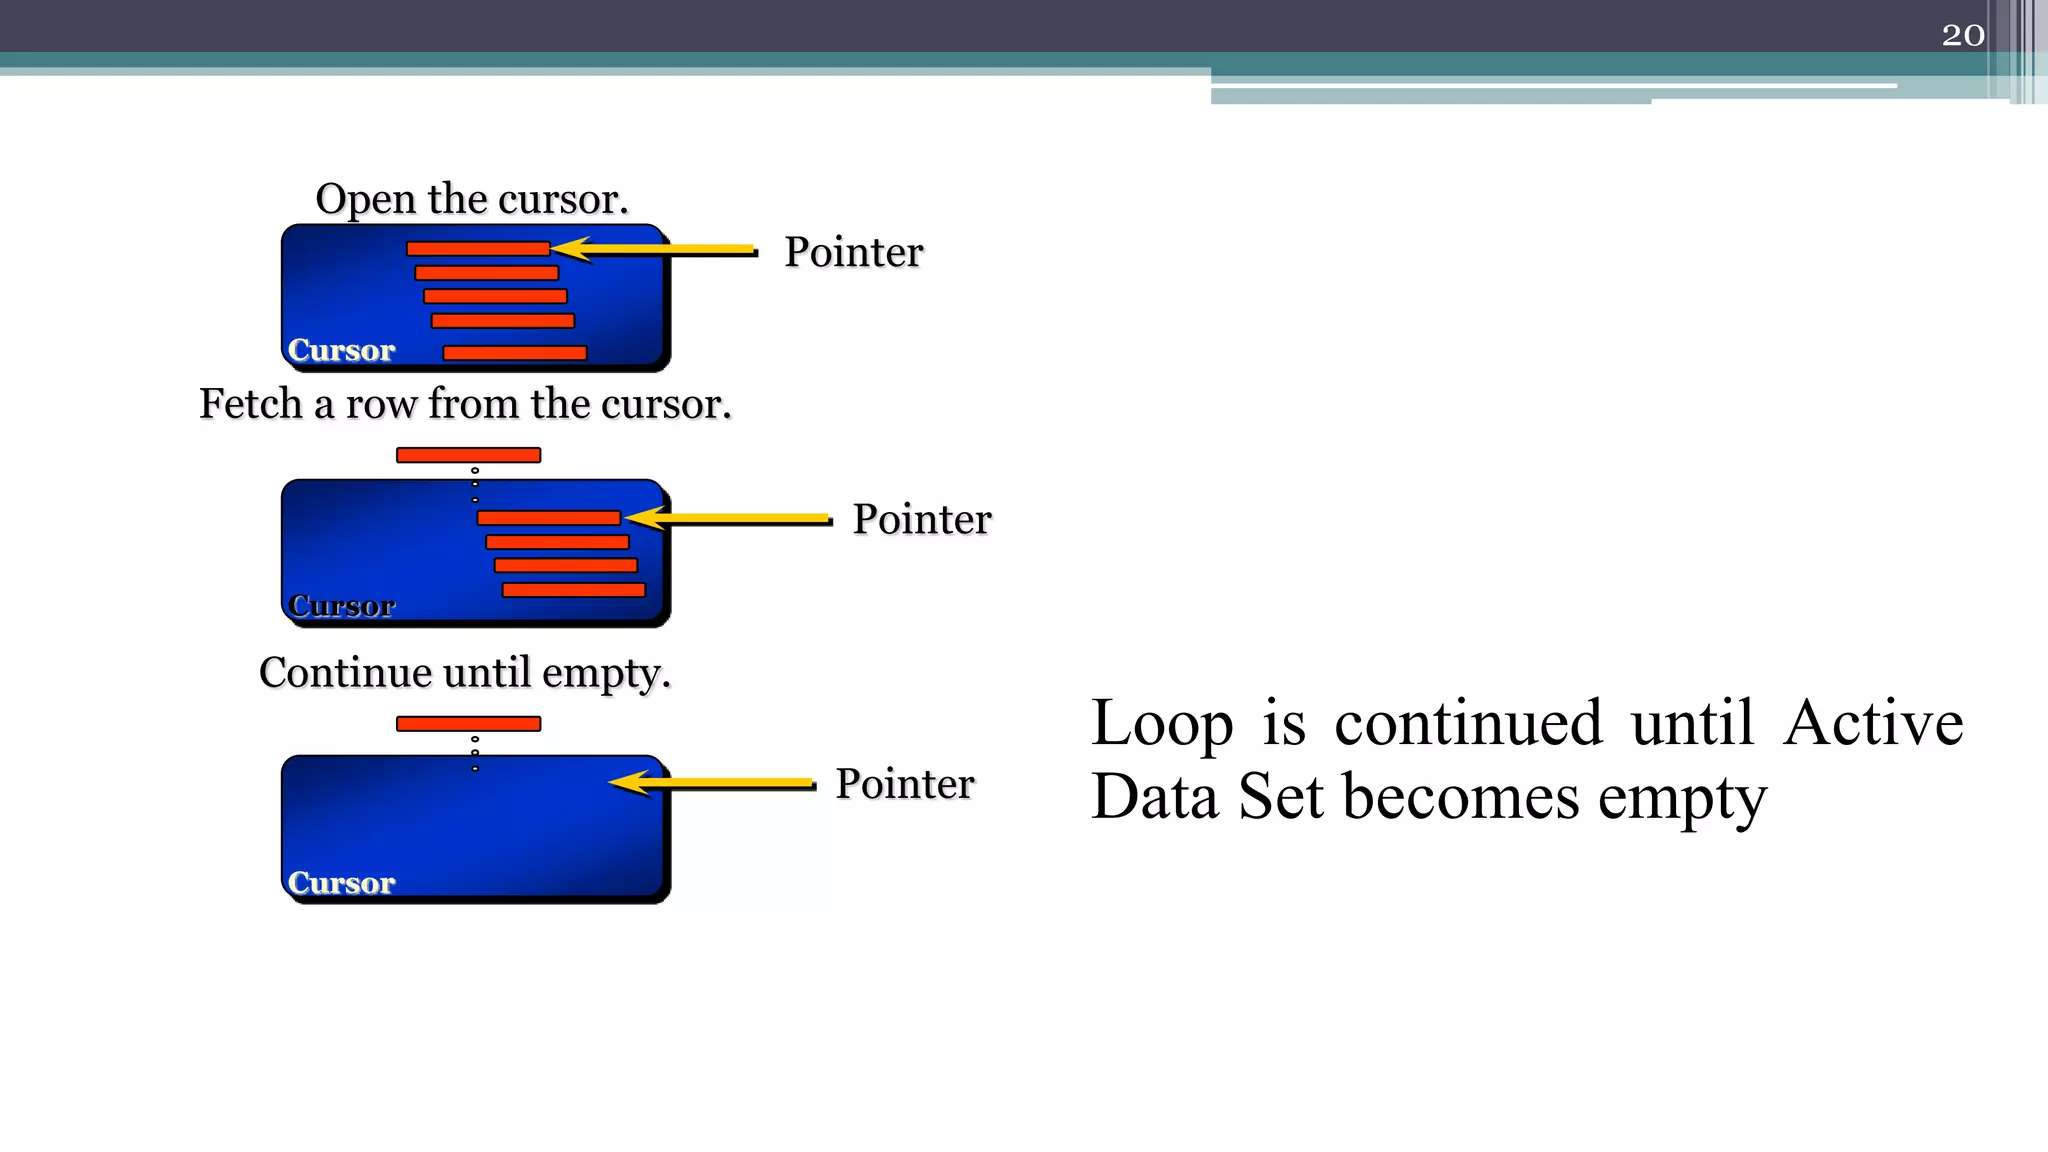 20
Open the cursor.
Pointer
Cursor
Fetch a row from the cursor.
Pointer
Cursor
Continue until empty.
Pointer
Cursor
Loop is continued until Active
Data Set becomes empty